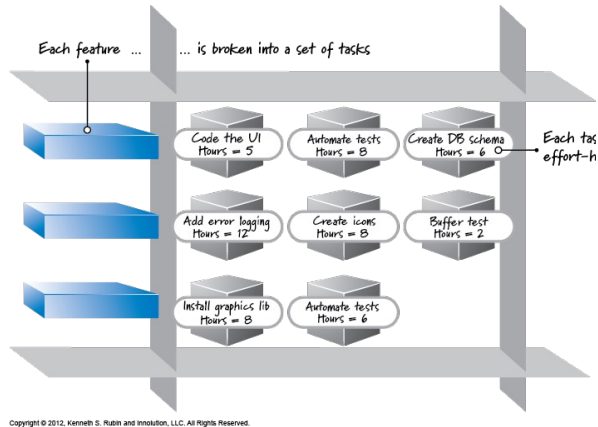 Each feature ... ... is broken into a set of tasks
Code the UI
Hours = 5
Automate tests
Hours = 8
Create DB schema
Hours = 6
Each
effort-
Add error logging
Hours = 12
Create icons
Hours = 8
Buffer test
Hours = 2
Install graphics lib
Hours = 8
Automate tests
Hours = 6
Copyright © 2012, Kenneth S. Rubin and Innolution, LLC. All Rights Reserved.